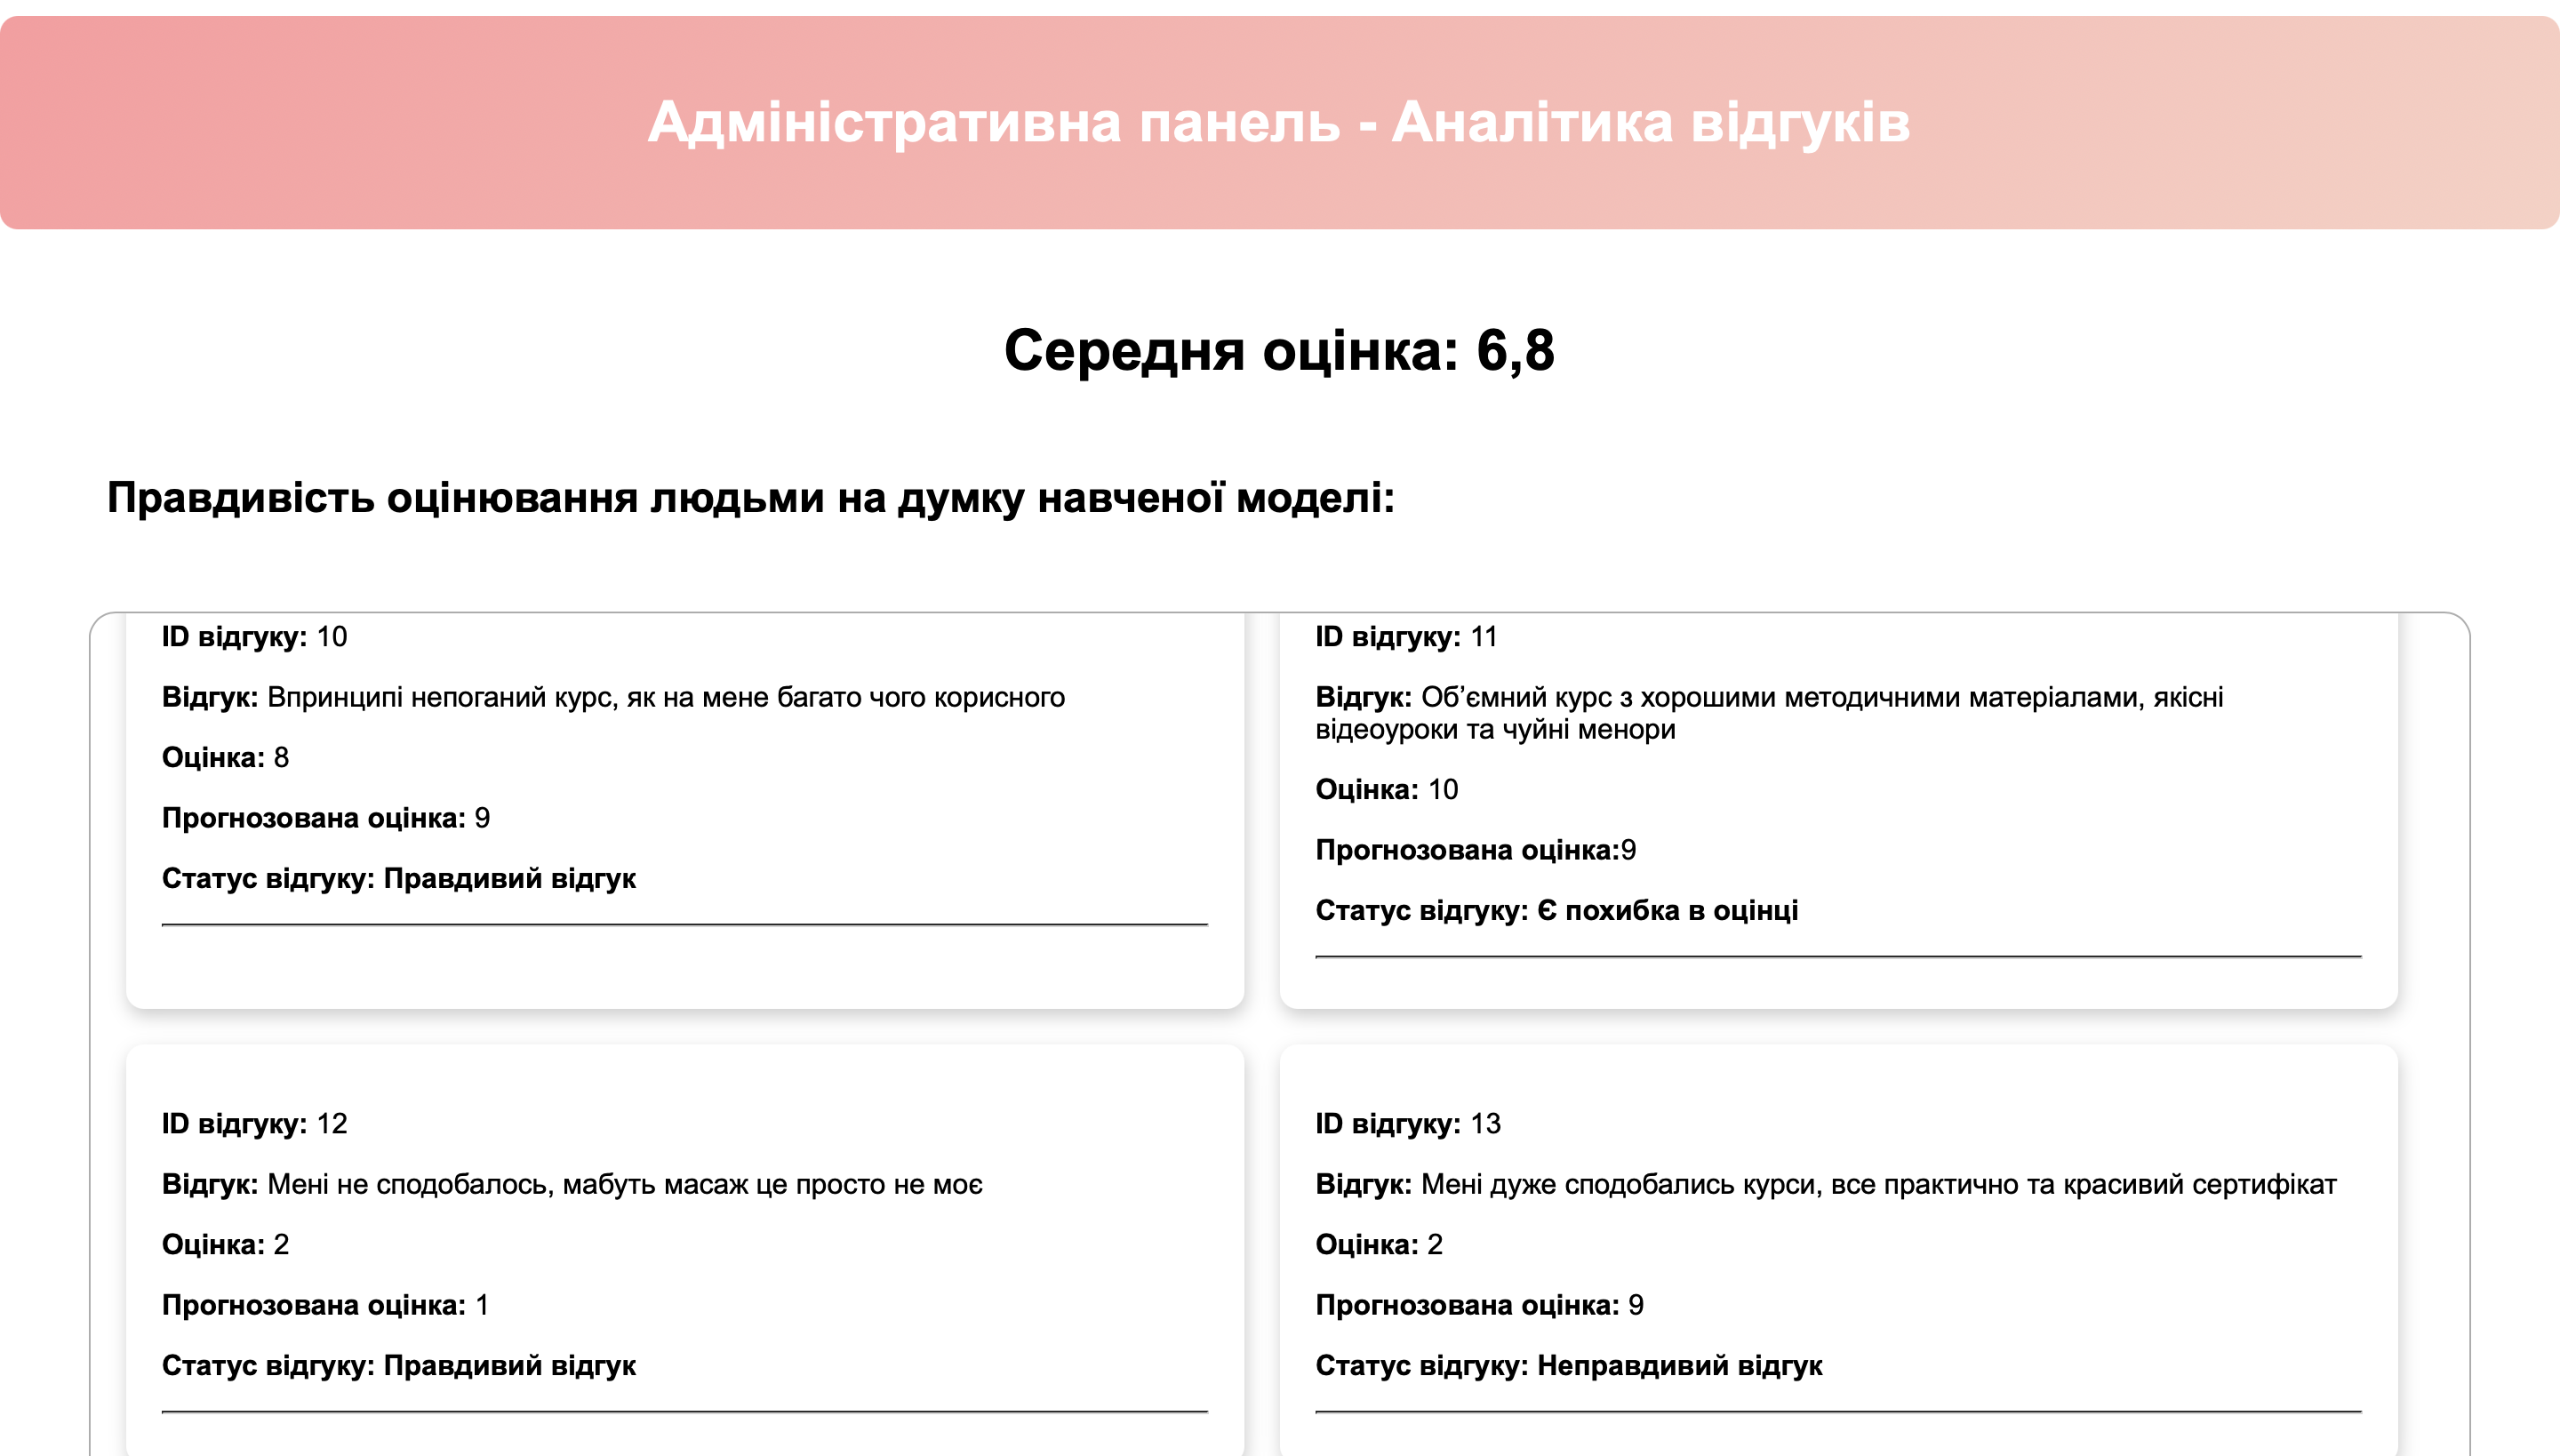 Адміністративна панель - Аналітика відгуків
Середня оцінка: 6,8
Правдивість оцінювання людьми на думку навченої моделі:
ID відгуку: 10
Відгук: Впринципі непоганий курс, як на мене багато чого корисного
Оцінка: 8
Прогнозована оцінка: 9
Статус відгуку: Правдивий відгук
ID відгуку: 11
Відгук: Об’ємний курс з хорошими методичними матеріалами, якісні
відеоуроки та чуйні менори
Оцінка: 10
Прогнозована оцінка:9
Статус відгуку: Є похибка в оцінці
ID відгуку: 12
Відгук: Мені не сподобалось, мабуть масаж це просто не моє
Оцінка: 2
Прогнозована оцінка: 1
Статус відгуку: Правдивий відгук
ID відгуку: 13
Відгук: Мені дуже сподобались курси, все практично та красивий сертифікат
Оцінка: 2
Прогнозована оцінка: 9
Статус відгуку: Неправдивий відгук